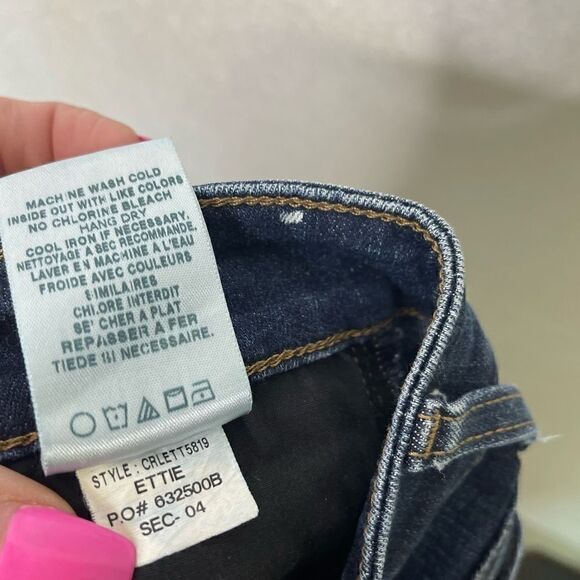 MACHINE WASH COLD
INSIDE OUT WITH LIKE COLORS
NO CHLORINE BLEACH
HANG DRY
COOL IRON IF NECESSARY.
NETTOYAGE A SEC RECOMMANDE.
LAVER EN MACHINE A L'EAU
FROIDE AVEC COULEURS
SIMILAIRES
CHLORE INTERDIT
SE' CHER A PLAT
REPASSER A FER
TIEDE SI NECESSAIRE.
STYLE : CRLETT5819
ETTIE
P.O# 632500B
SEC- 04